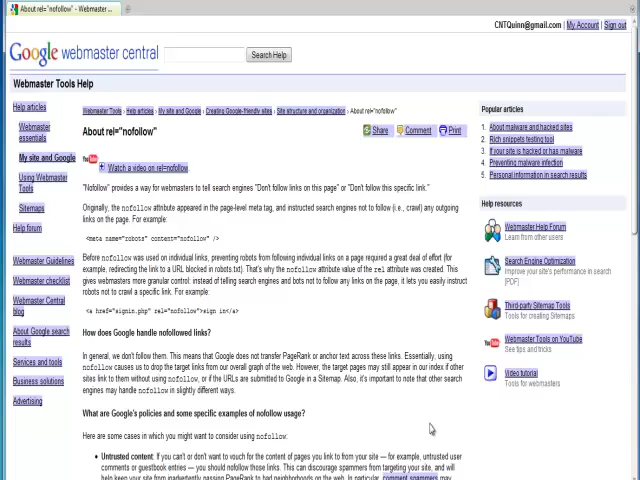 About rel="nofollow" - Webmaster ...
CNTQuinn@gmail.com | My Account | Sign out
Google webmaster central
Search Help
Webmaster Tools Help
Help articles
Webmaster
essentials
My site and Google
Using Webmaster
Tools
Sitemaps
Help forum
Webmaster Guidelines
Webmaster checklist
Webmaster Central
blog
About Google search
results
Services and tools
Business solutions
Advertising
Webmaster Tools › Help articles › My site and Google › Creating Google-friendly sites › Site structure and organization › About rel="nofollow"
About rel="nofollow"
Share Comment Print
YouTube
Watch a video on rel=nofollow.
"Nofollow" provides a way for webmasters to tell search engines "Don't follow links on this page" or "Don't follow this specific link."
Originally, the nofollow attribute appeared in the page-level meta tag, and instructed search engines not to follow (i.e., crawl) any outgoing
links on the page. For example:
<meta name="robots" content="nofollow" />
Before nofollow was used on individual links, preventing robots from following individual links on a page required a great deal of effort (for
example, redirecting the link to a URL blocked in robots.txt). That's why the nofollow attribute value of the rel attribute was created. This
gives webmasters more granular control: instead of telling search engines and bots not to follow any links on the page, it lets you easily instruct
robots not to crawl a specific link. For example:
<a href="signin.php" rel="nofollow">sign in</a>
How does Google handle nofollowed links?
In general, we don't follow them. This means that Google does not transfer PageRank or anchor text across these links. Essentially, using
nofollow causes us to drop the target links from our overall graph of the web. However, the target pages may still appear in our index if other
sites link to them without using nofollow, or if the URLs are submitted to Google in a Sitemap. Also, it's important to note that other search
engines may handle nofollow in slightly different ways.
What are Google's policies and some specific examples of nofollow usage?
Here are some cases in which you might want to consider using nofollow:
• Untrusted content: If you can't or don't want to vouch for the content of pages you link to from your site — for example, untrusted user
comments or guestbook entries — you should nofollow those links. This can discourage spammers from targeting your site, and will
help keep your site from inadvertently passing PageRank to bad neighborhoods on the web. In particular, comment spammers may
Popular articles
1. About malware and hacked sites
2. Rich snippets testing tool
3. If your site is hacked or has malware
4. Preventing malware infection
5. Personal information in search results
Help resources
Webmaster Help Forum
Learn from other users
Search Engine Optimization
Improve your site's performance in search
[PDF]
Third-party Sitemap Tools
Tools for creating Sitemaps
YouTube
Webmaster Tools on YouTube
See tips and tricks
Video tutorial
Tools for webmasters